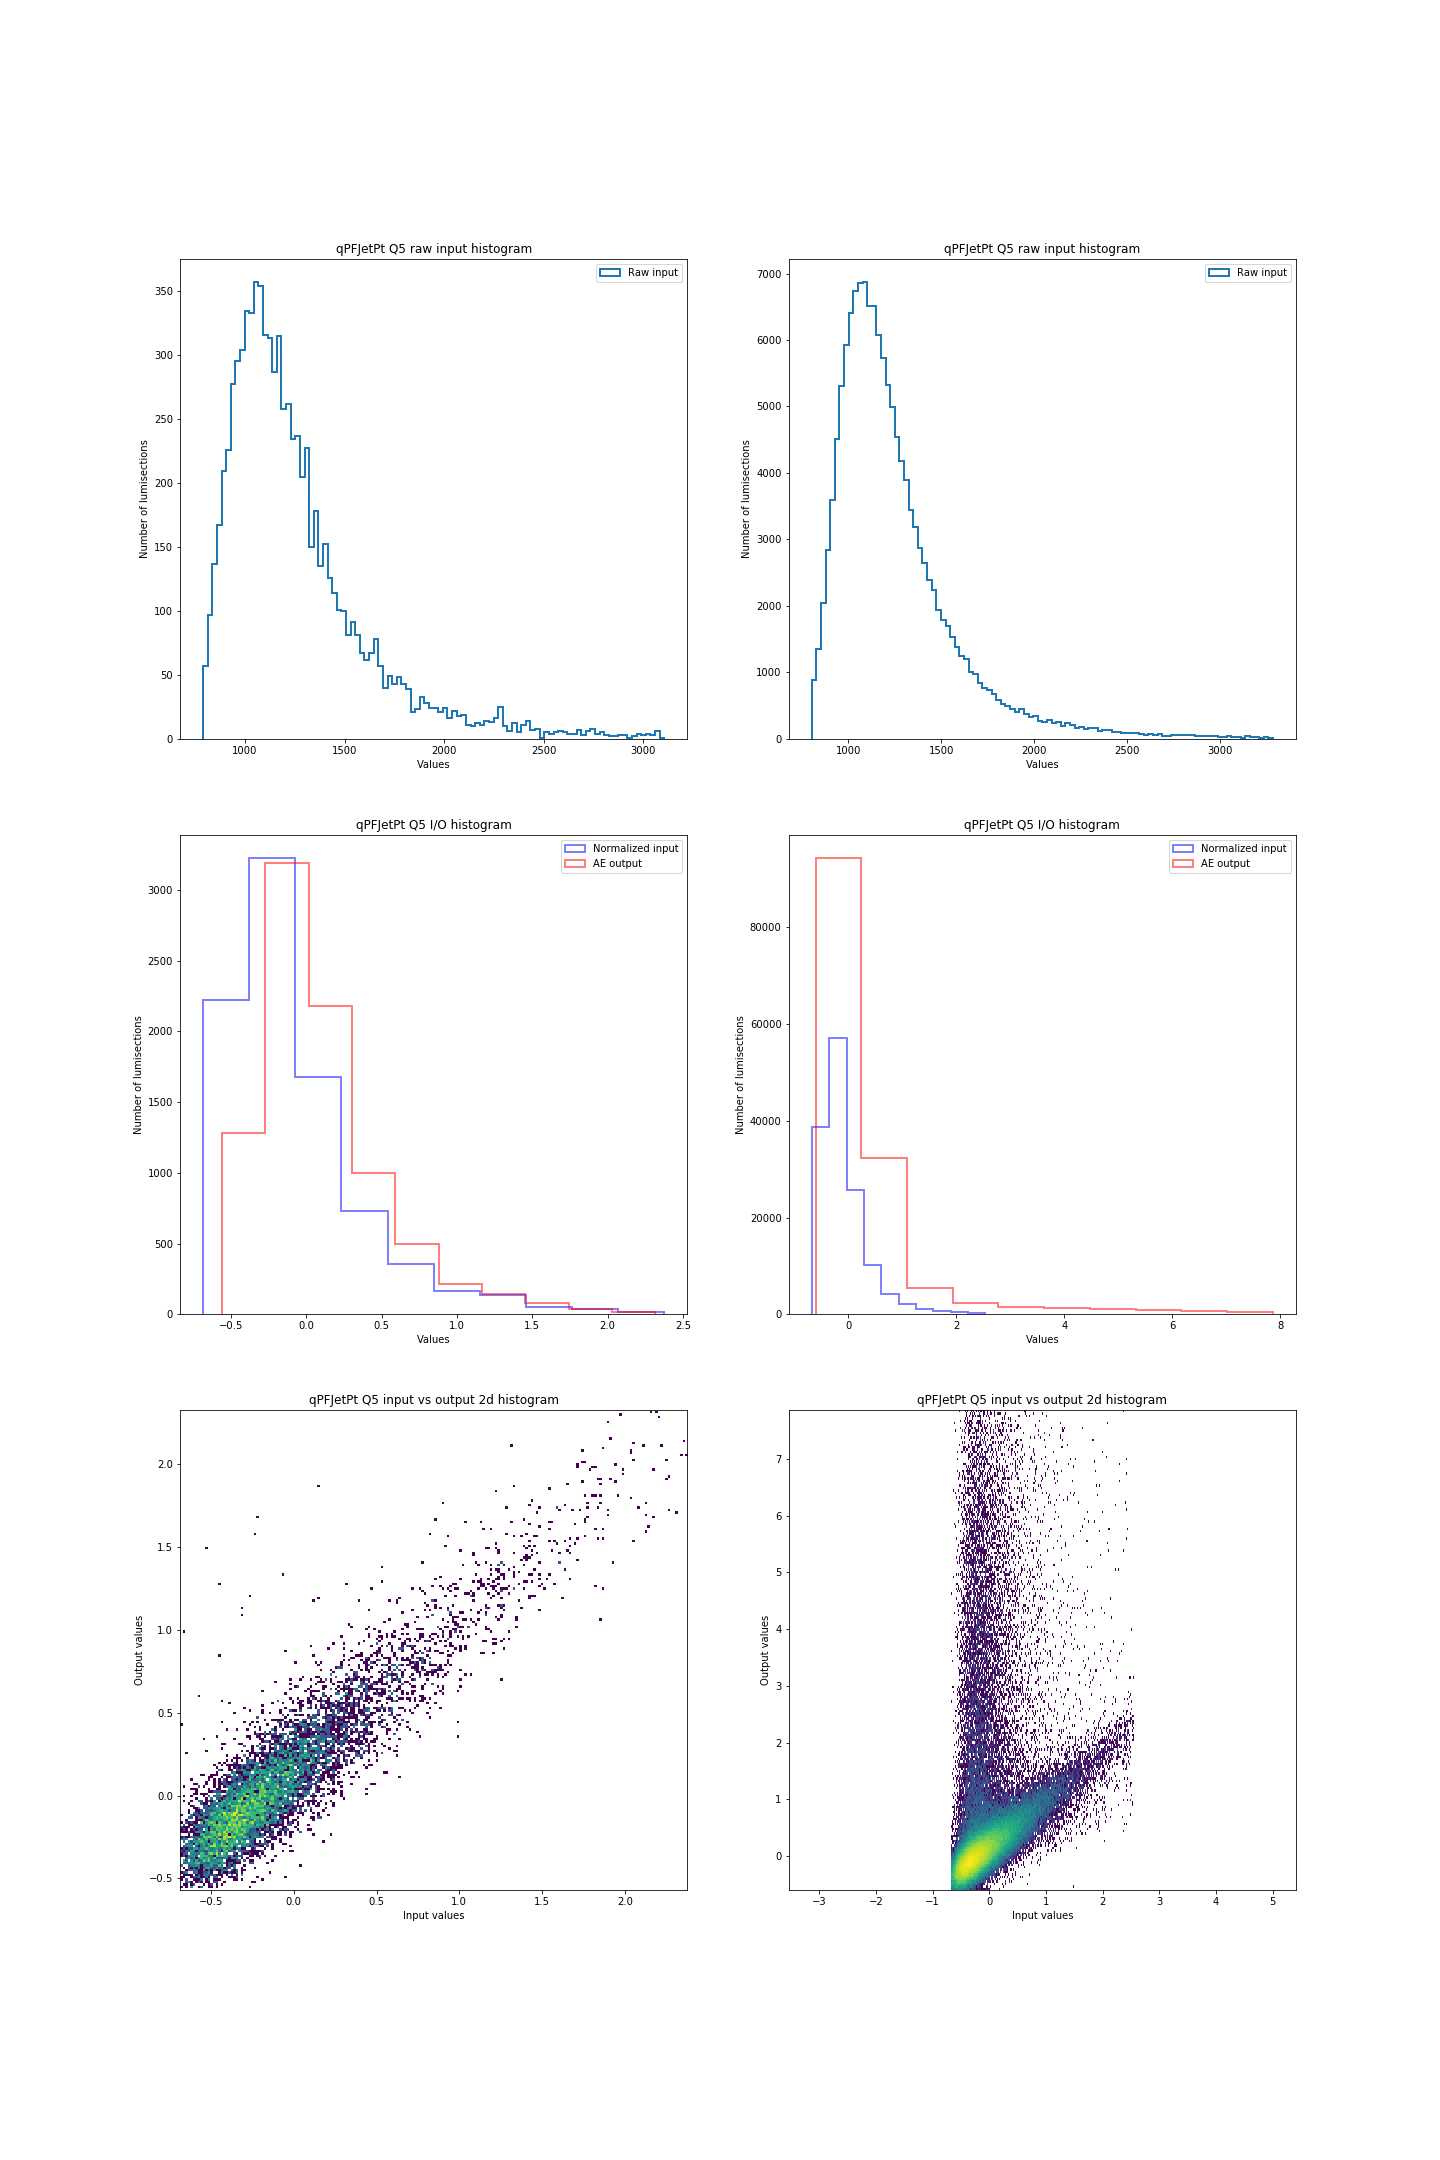 qPFJetPt Q5 raw input histogram
Raw input
350
300
250
200
150
100
50
0
Number of lumisections
1000 1500 2000 2500 3000
Values
qPFJetPt Q5 raw input histogram
Raw input
7000
6000
5000
4000
3000
2000
1000
0
Number of lumisections
1000 1500 2000 2500 3000
Values
qPFJetPt Q5 I/O histogram
Normalized input
AE output
3000
2500
2000
1500
1000
500
0
Number of lumisections
−0.5 0.0 0.5 1.0 1.5 2.0 2.5
Values
qPFJetPt Q5 I/O histogram
Normalized input
AE output
80000
60000
40000
20000
0
Number of lumisections
0 2 4 6 8
Values
qPFJetPt Q5 input vs output 2d histogram
2.0
1.5
1.0
0.5
0.0
−0.5
Output values
−0.5 0.0 0.5 1.0 1.5 2.0
Input values
qPFJetPt Q5 input vs output 2d histogram
7
6
5
4
3
2
1
0
Output values
−3 −2 −1 0 1 2 3 4 5
Input values